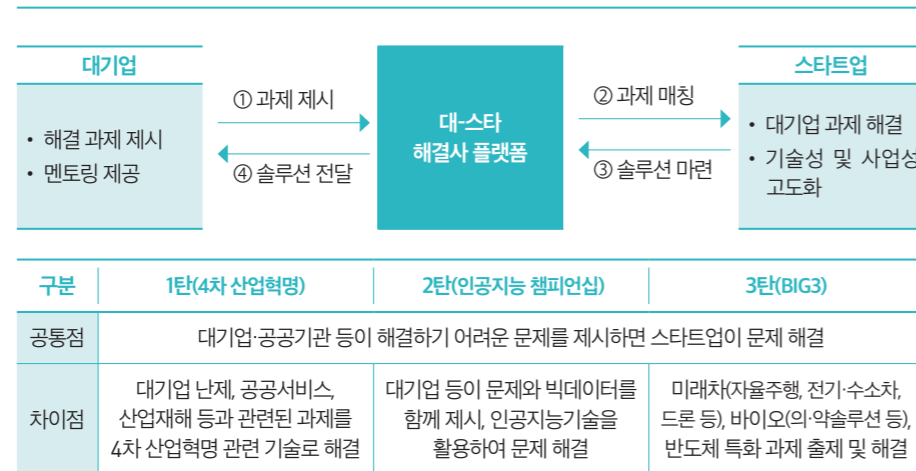 대기업
• 해결 과제 제시
• 멘토링 제공
① 과제 제시
④ 솔루션 전달
대-스타
해결사 플랫폼
② 과제 매칭
③ 솔루션 마련
스타트업
• 대기업 과제 해결
• 기술성 및 사업성
고도화
구분 1탄(4차 산업혁명) 2탄(인공지능 챔피언십) 3탄(BIG3)
공통점 대기업·공공기관 등이 해결하기 어려운 문제를 제시하면 스타트업이 문제 해결
차이점
대기업 난제, 공공서비스,
산업재해 등과 관련된 과제를
4차 산업혁명 관련 기술로 해결
대기업 등이 문제와 빅데이터를
함께 제시, 인공지능기술을
활용하여 문제 해결
미래차(자율주행, 전기·수소차,
드론 등), 바이오(의·약솔루션 등),
반도체 특화 과제 출제 및 해결